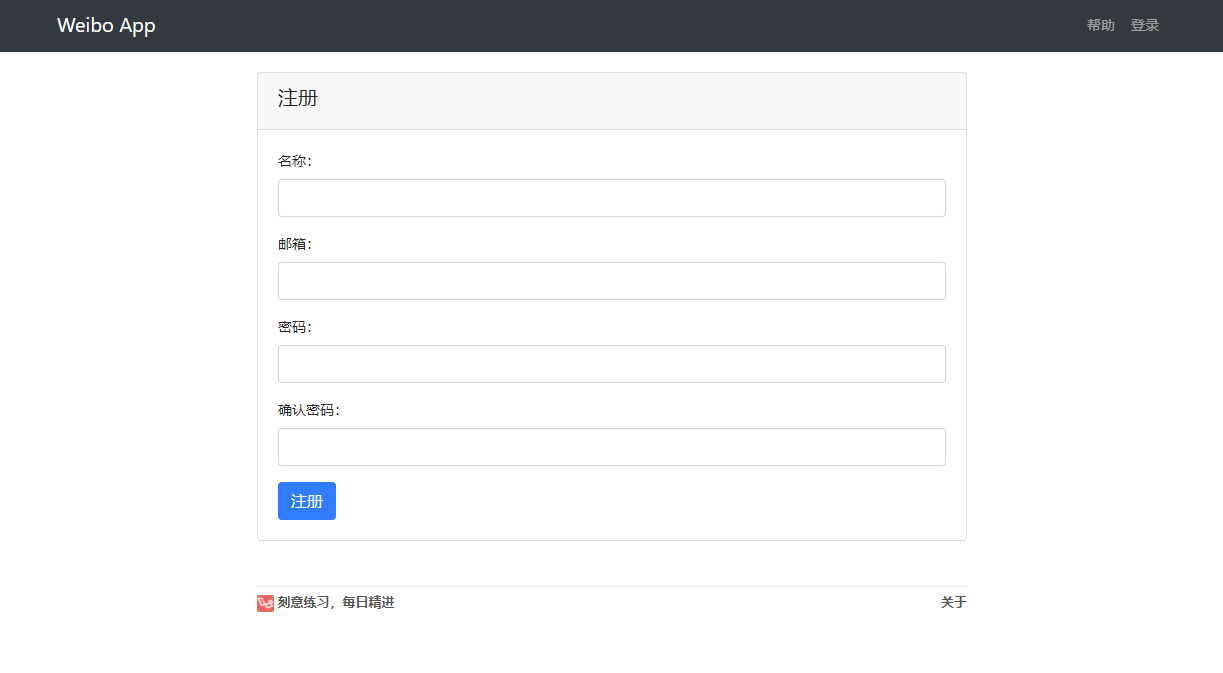 Weibo App 帮助 登录
注册
名称：
邮箱：
密码：
确认密码：
注册
刻意练习，每日精进 关于